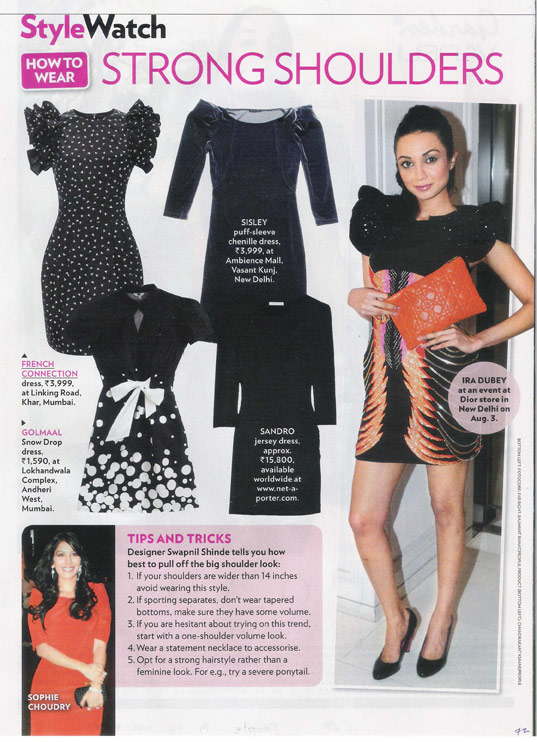 StyleWatch
HOW TO
WEAR
STRONG SHOULDERS
SISLEY
puff-sleeve
chenille dress,
₹3,999, at
Ambience Mall,
Vasant Kunj,
New Delhi.
FRENCH
CONNECTION
dress, ₹3,999,
at Linking Road,
Khar, Mumbai.
GOLMAAL
Snow Drop
dress,
₹1,590, at
Lokhandwala
Complex,
Andheri
West,
Mumbai.
SANDRO
jersey dress,
approx.
₹15,800,
available
worldwide at
www.net-a-
porter.com.
IRA DUBEY
at an event at
Dior store in
New Delhi on
Aug. 3.
TIPS AND TRICKS
Designer Swapnil Shinde tells you how
best to pull off the big shoulder look:
1. If your shoulders are wider than 14 inches
avoid wearing this style.
2. If sporting separates, don't wear tapered
bottoms, make sure they have some volume.
3. If you are hesitant about trying on this trend,
start with a one-shoulder volume look.
4. Wear a statement necklace to accessorise.
5. Opt for a strong hairstyle rather than a
feminine look. For e.g., try a severe ponytail.
SOPHIE
CHOUDRY